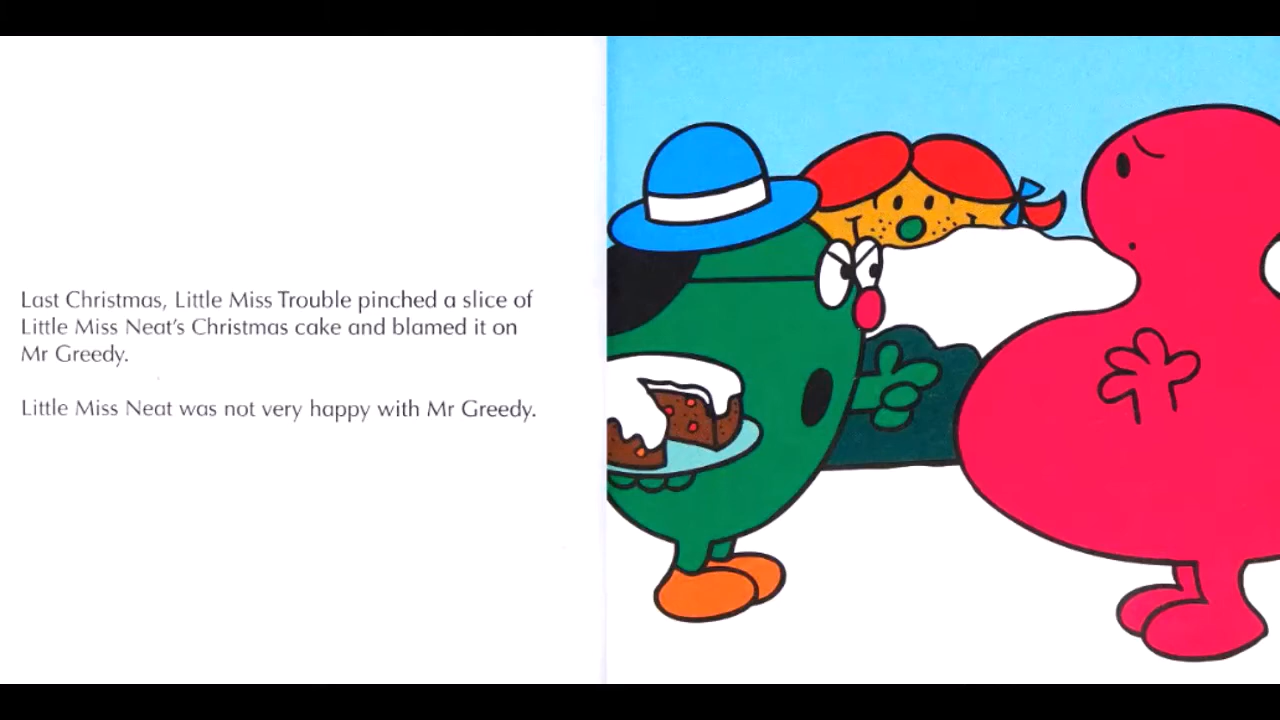 Last Christmas, Little Miss Trouble pinched a slice of
Little Miss Neat's Christmas cake and blamed it on
Mr Greedy.
Little Miss Neat was not very happy with Mr Greedy.